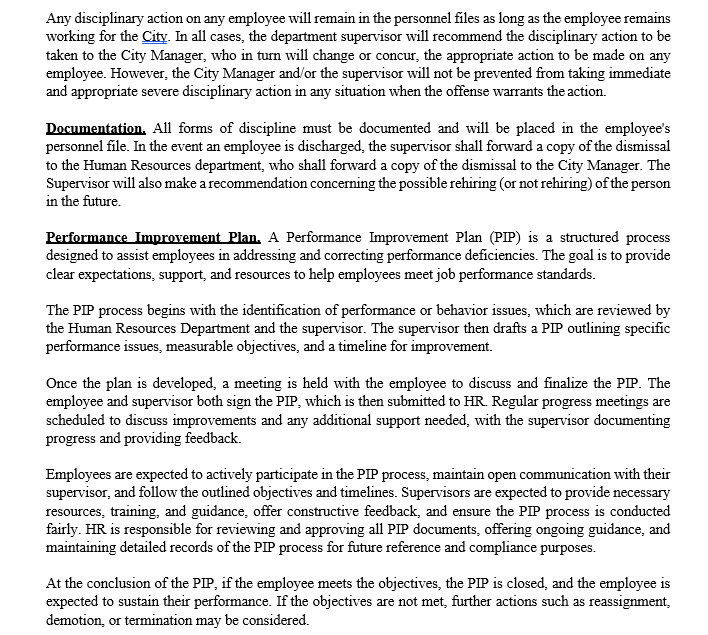 Any disciplinary action on any employee will remain in the personnel files as long as the employee remains
working for the City. In all cases, the department supervisor will recommend the disciplinary action to be
taken to the City Manager, who in turn will change or concur, the appropriate action to be made on any
employee. However, the City Manager and/or the supervisor will not be prevented from taking immediate
and appropriate severe disciplinary action in any situation when the offense warrants the action.
Documentation. All forms of discipline must be documented and will be placed in the employee's
personnel file. In the event an employee is discharged, the supervisor shall forward a copy of the dismissal
to the Human Resources department, who shall forward a copy of the dismissal to the City Manager. The
Supervisor will also make a recommendation concerning the possible rehiring (or not rehiring) of the person
in the future.
Performance Improvement Plan. A Performance Improvement Plan (PIP) is a structured process
designed to assist employees in addressing and correcting performance deficiencies. The goal is to provide
clear expectations, support, and resources to help employees meet job performance standards.
The PIP process begins with the identification of performance or behavior issues, which are reviewed by
the Human Resources Department and the supervisor. The supervisor then drafts a PIP outlining specific
performance issues, measurable objectives, and a timeline for improvement.
Once the plan is developed, a meeting is held with the employee to discuss and finalize the PIP. The
employee and supervisor both sign the PIP, which is then submitted to HR. Regular progress meetings are
scheduled to discuss improvements and any additional support needed, with the supervisor documenting
progress and providing feedback.
Employees are expected to actively participate in the PIP process, maintain open communication with their
supervisor, and follow the outlined objectives and timelines. Supervisors are expected to provide necessary
resources, training, and guidance, offer constructive feedback, and ensure the PIP process is conducted
fairly. HR is responsible for reviewing and approving all PIP documents, offering ongoing guidance, and
maintaining detailed records of the PIP process for future reference and compliance purposes.
At the conclusion of the PIP, if the employee meets the objectives, the PIP is closed, and the employee is
expected to sustain their performance. If the objectives are not met, further actions such as reassignment,
demotion, or termination may be considered.